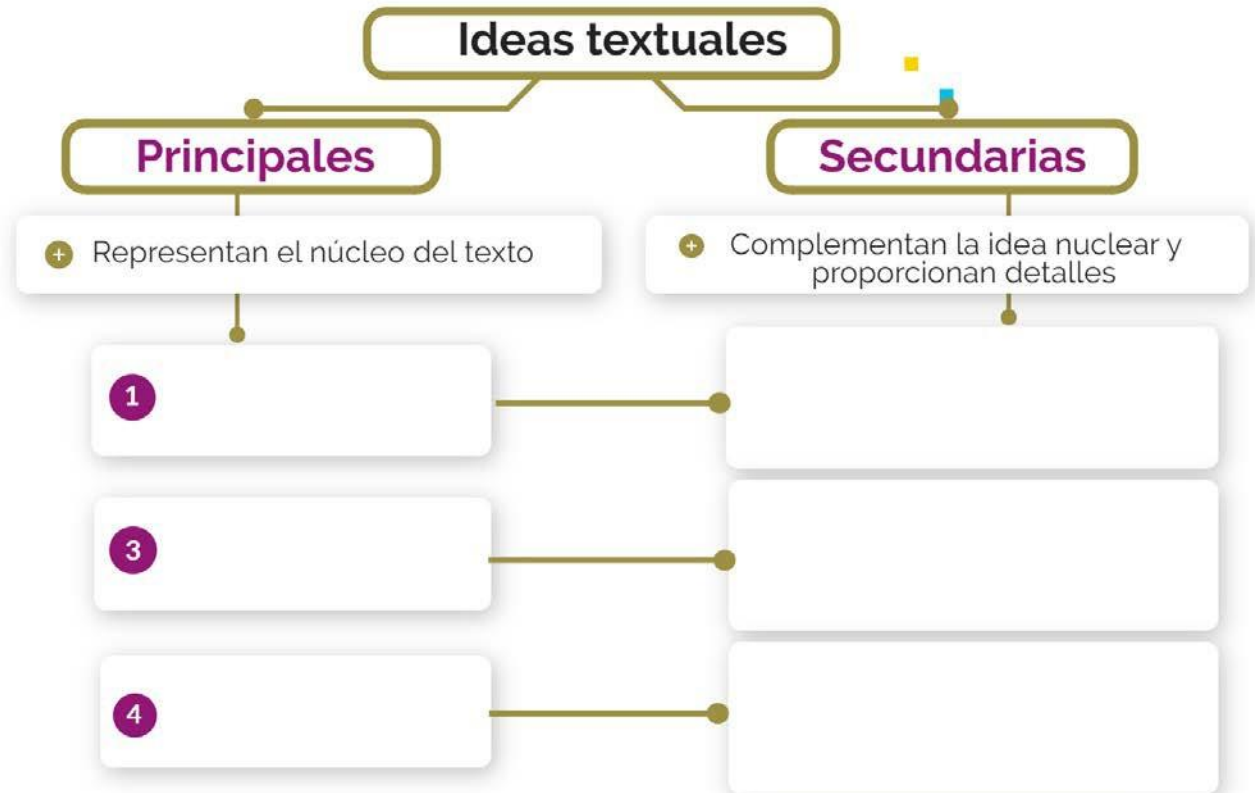 Ideas textuales
Principales
Secundarias
Representan el núcleo del texto
Complementan la idea nuclear y
proporcionan detalles
1
3
4